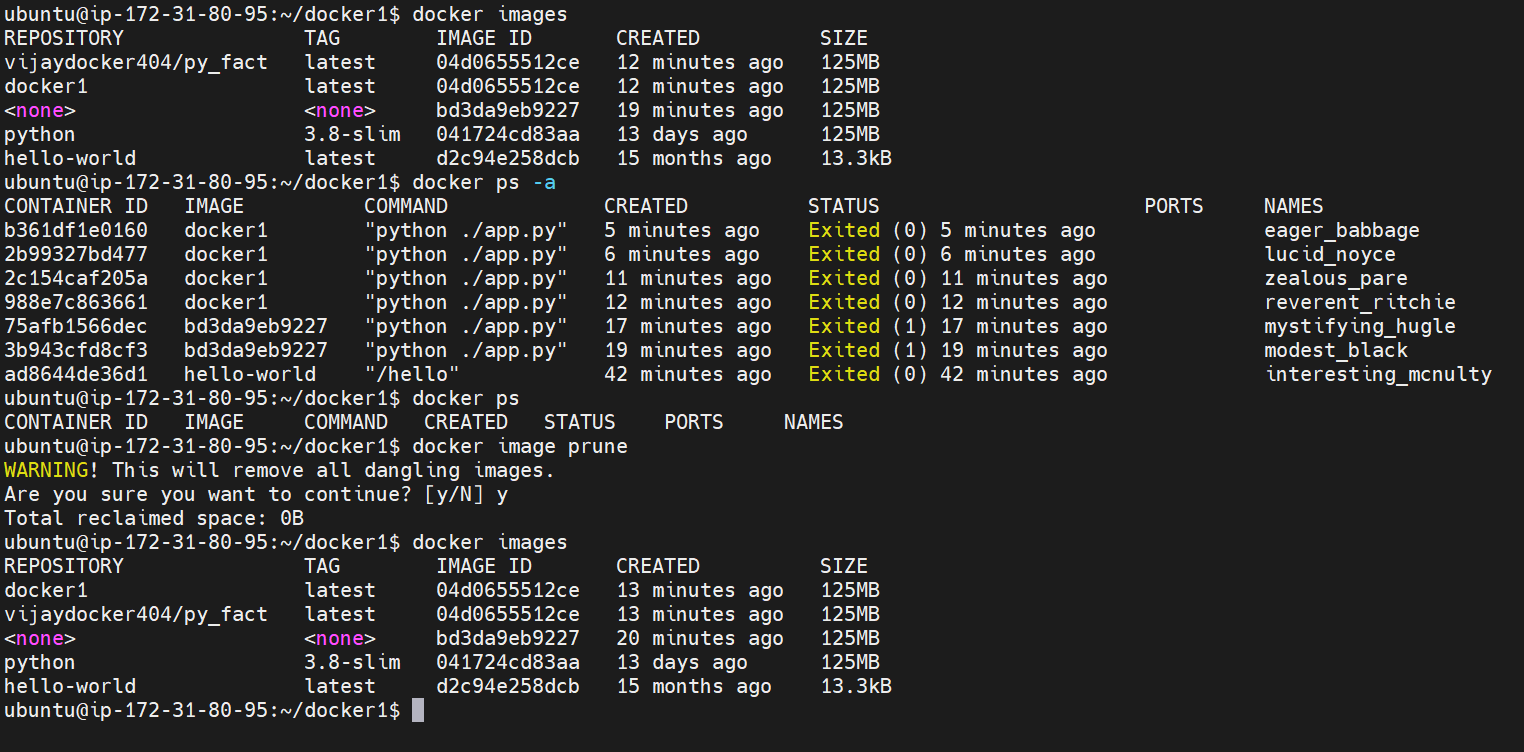 ubuntu@ip-172-31-80-95:~/docker1$ docker images
REPOSITORY               TAG        IMAGE ID       CREATED          SIZE
vijaydocker404/py_fact   latest     04d0655512ce   12 minutes ago   125MB
docker1                  latest     04d0655512ce   12 minutes ago   125MB
<none>                   <none>     bd3da9eb9227   19 minutes ago   125MB
python                   3.8-slim   041724cd83aa   13 days ago      125MB
hello-world              latest     d2c94e258dcb   15 months ago    13.3kB
ubuntu@ip-172-31-80-95:~/docker1$ docker ps -a
CONTAINER ID   IMAGE          COMMAND             CREATED          STATUS                      PORTS     NAMES
b361df1e0160   docker1        "python ./app.py"   5 minutes ago    Exited (0) 5 minutes ago              eager_babbage
2b99327bd477   docker1        "python ./app.py"   6 minutes ago    Exited (0) 6 minutes ago              lucid_noyce
2c154caf205a   docker1        "python ./app.py"   11 minutes ago   Exited (0) 11 minutes ago             zealous_pare
988e7c863661   docker1        "python ./app.py"   12 minutes ago   Exited (0) 12 minutes ago             reverent_ritchie
75afb1566dec   bd3da9eb9227   "python ./app.py"   17 minutes ago   Exited (1) 17 minutes ago             mystifying_hugle
3b943cfd8cf3   bd3da9eb9227   "python ./app.py"   19 minutes ago   Exited (1) 19 minutes ago             modest_black
ad8644de36d1   hello-world    "/hello"            42 minutes ago   Exited (0) 42 minutes ago             interesting_mcnulty
ubuntu@ip-172-31-80-95:~/docker1$ docker ps
CONTAINER ID   IMAGE     COMMAND   CREATED   STATUS    PORTS     NAMES
ubuntu@ip-172-31-80-95:~/docker1$ docker image prune
WARNING! This will remove all dangling images.
Are you sure you want to continue? [y/N] y
Total reclaimed space: 0B
ubuntu@ip-172-31-80-95:~/docker1$ docker images
REPOSITORY               TAG        IMAGE ID       CREATED          SIZE
docker1                  latest     04d0655512ce   13 minutes ago   125MB
vijaydocker404/py_fact   latest     04d0655512ce   13 minutes ago   125MB
<none>                   <none>     bd3da9eb9227   20 minutes ago   125MB
python                   3.8-slim   041724cd83aa   13 days ago      125MB
hello-world              latest     d2c94e258dcb   15 months ago    13.3kB
ubuntu@ip-172-31-80-95:~/docker1$